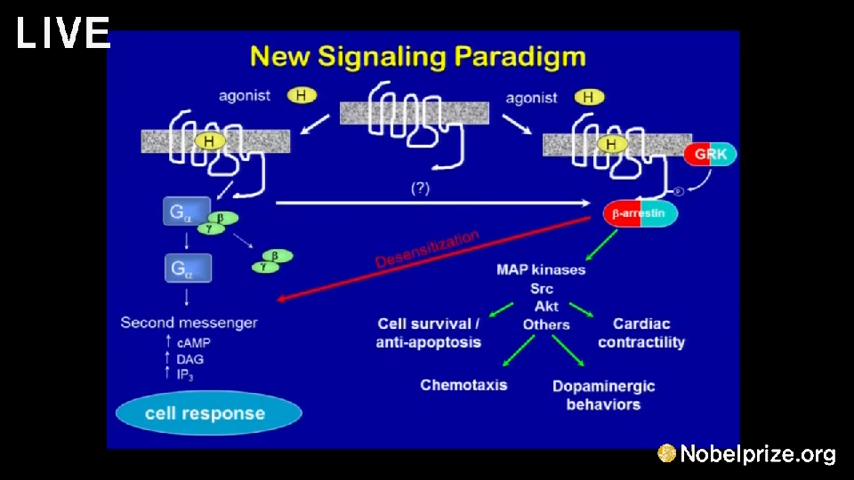 LIVE
New Signaling Paradigm
agonist H
agonist H
H
H
GRK
P
(?)
Gα
β
γ
β-arrestin
Desensitization
β
γ
Gα
MAP kinases
Src
Akt
Others
Second messenger
↑ cAMP
↑ DAG
↑ IP3
Cell survival /
anti-apoptosis
Cardiac
contractility
Chemotaxis
Dopaminergic
behaviors
cell response
Nobelprize.org